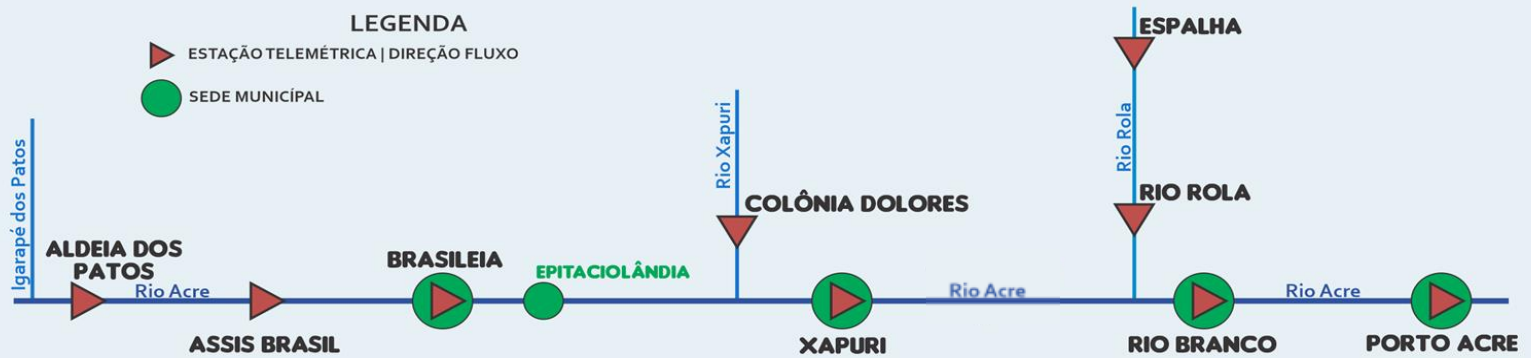 LEGENDA
ESTAÇÃO TELEMÉTRICA | DIREÇÃO FLUXO
SEDE MUNICÍPAL
Igarapé dos Patos
ALDEIA DOS
PATOS
Rio Acre
ASSIS BRASIL
BRASILEIA
EPITACIOLÂNDIA
Rio Xapuri
COLÔNIA DOLORES
XAPURI
Rio Acre
ESPALHA
Rio Rola
RIO ROLA
RIO BRANCO
Rio Acre
PORTO ACRE